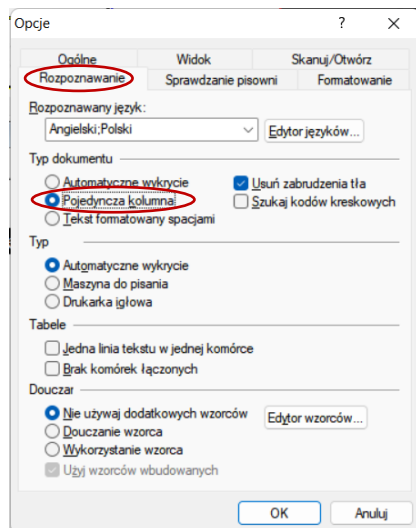 Opcje ? X
Ogólne Widok Skanuj/Otwórz
Rozpoznawanie Sprawdzanie pisowni Formatowanie
Rozpoznawany język:
Angielski;Polski Edytor języków...
Typ dokumentu
Automatyczne wykrycie Usuń zabrudzenia tła
Pojedyncza kolumna Szukaj kodów kreskowych
Tekst formatowany spacjami
Typ
Automatyczne wykrycie
Maszyna do pisania
Drukarka igłowa
Tabele
Jedna linia tekstu w jednej komórce
Brak komórek łączonych
Douczar
Nie używaj dodatkowych wzorców Edytor wzorców...
Douczanie wzorca
Wykorzystanie wzorca
Użyj wzorców wbudowanych
OK Anuluj